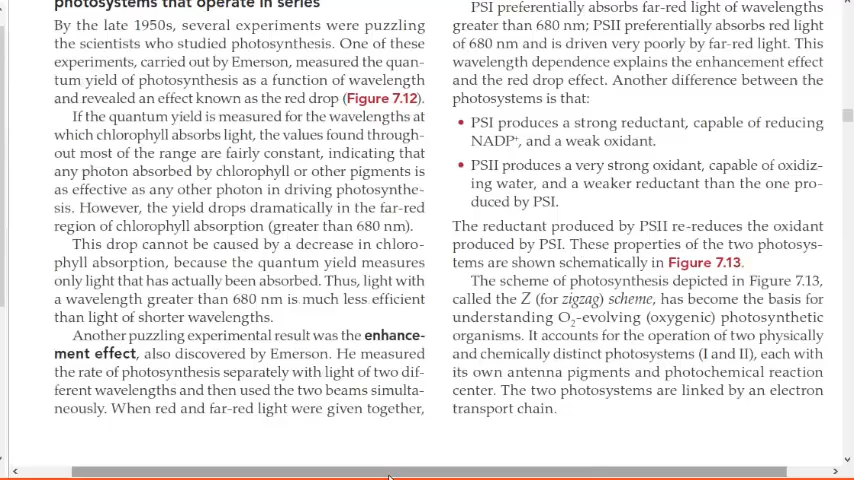 photosystems that operate in series
By the late 1950s, several experiments were puzzling
the scientists who studied photosynthesis. One of these
experiments, carried out by Emerson, measured the quan-
tum yield of photosynthesis as a function of wavelength
and revealed an effect known as the red drop (Figure 7.12).
If the quantum yield is measured for the wavelengths at
which chlorophyll absorbs light, the values found through-
out most of the range are fairly constant, indicating that
any photon absorbed by chlorophyll or other pigments is
as effective as any other photon in driving photosynthe-
sis. However, the yield drops dramatically in the far-red
region of chlorophyll absorption (greater than 680 nm).
This drop cannot be caused by a decrease in chloro-
phyll absorption, because the quantum yield measures
only light that has actually been absorbed. Thus, light with
a wavelength greater than 680 nm is much less efficient
than light of shorter wavelengths.
Another puzzling experimental result was the enhance-
ment effect, also discovered by Emerson. He measured
the rate of photosynthesis separately with light of two dif-
ferent wavelengths and then used the two beams simulta-
neously. When red and far-red light were given together,
PSI preferentially absorbs far-red light of wavelengths
greater than 680 nm; PSII preferentially absorbs red light
of 680 nm and is driven very poorly by far-red light. This
wavelength dependence explains the enhancement effect
and the red drop effect. Another difference between the
photosystems is that:
• PSI produces a strong reductant, capable of reducing
NADP⁺, and a weak oxidant.
• PSII produces a very strong oxidant, capable of oxidiz-
ing water, and a weaker reductant than the one pro-
duced by PSI.
The reductant produced by PSII re-reduces the oxidant
produced by PSI. These properties of the two photosys-
tems are shown schematically in Figure 7.13.
The scheme of photosynthesis depicted in Figure 7.13,
called the Z (for zigzag) scheme, has become the basis for
understanding O₂-evolving (oxygenic) photosynthetic
organisms. It accounts for the operation of two physically
and chemically distinct photosystems (I and II), each with
its own antenna pigments and photochemical reaction
center. The two photosystems are linked by an electron
transport chain.